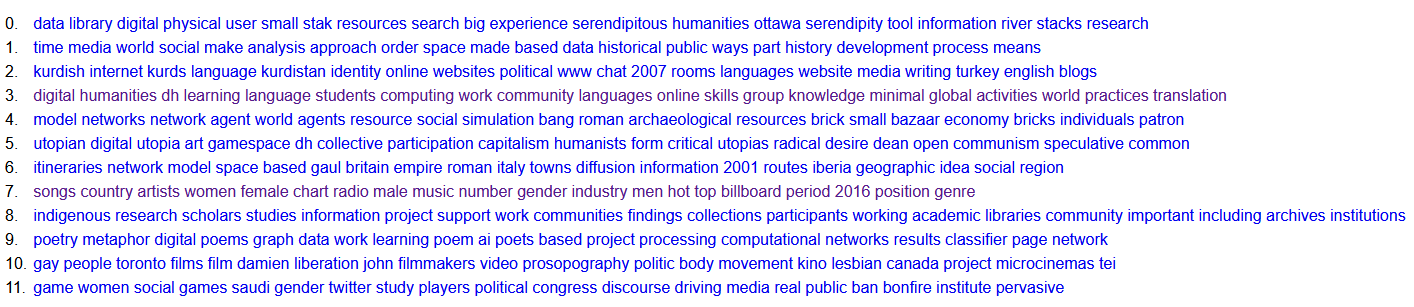 0. data library digital physical user small stak resources search big experience serendipitous humanities ottawa serendipity tool information river stacks research
1. time media world social make analysis approach order space made based data historical public ways part history development process means
2. kurdish internet kurds language kurdistan identity online websites political www chat 2007 rooms languages website media writing turkey english blogs
3. digital humanities dh learning language students computing work community languages online skills group knowledge minimal global activities world practices translation
4. model networks network agent world agents resource social simulation bang roman archaeological resources brick small bazaar economy bricks individuals patron
5. utopian digital utopia art gamespace dh collective participation capitalism humanists form critical utopias radical desire dean open communism speculative common
6. itineraries network model space based gaul britain empire roman italy towns diffusion information 2001 routes iberia geographic idea social region
7. songs country artists women female chart radio male music number gender industry men hot top billboard period 2016 position genre
8. indigenous research scholars studies information project support work communities findings collections participants working academic libraries community important including archives institutions
9. poetry metaphor digital poems graph data work learning poem ai poets based project processing computational networks results classifier page network
10. gay people toronto films film damien liberation john filmmakers video prosopography politic body movement kino lesbian canada project microcinemas tei
11. game women social games saudi gender twitter study players political congress discourse driving media real public ban bonfire institute pervasive